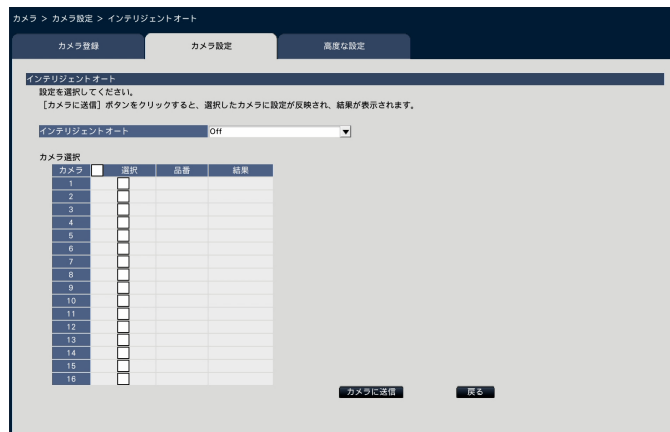 カメラ > カメラ設定 > インテリジェントオート
カメラ登録 カメラ設定 高度な設定
インテリジェントオート
設定を選択してください。
［カメラに送信］ボタンをクリックすると、選択したカメラに設定が反映され、結果が表示されます。
インテリジェントオート Off
カメラ選択
カメラ 選択 品番 結果
1
2
3
4
5
6
7
8
9
10
11
12
13
14
15
16
カメラに送信 戻る